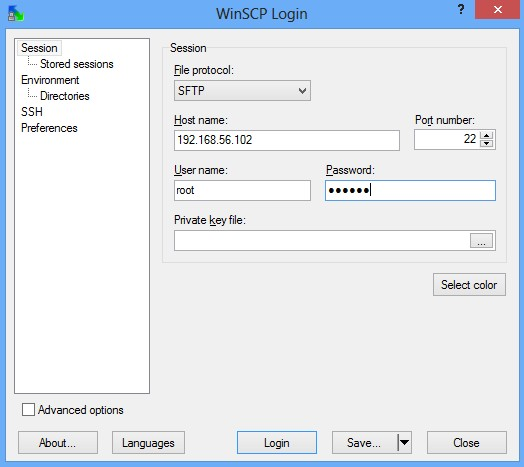 WinSCP Login
?
Session
Stored sessions
Environment
Directories
SSH
Preferences
Session
File protocol:
SFTP
Host name:
Port number:
192.168.56.102
22
User name:
Password:
root
●●●●●●
Private key file:
...
Select color
Advanced options
About...
Languages
Login
Save...
Close